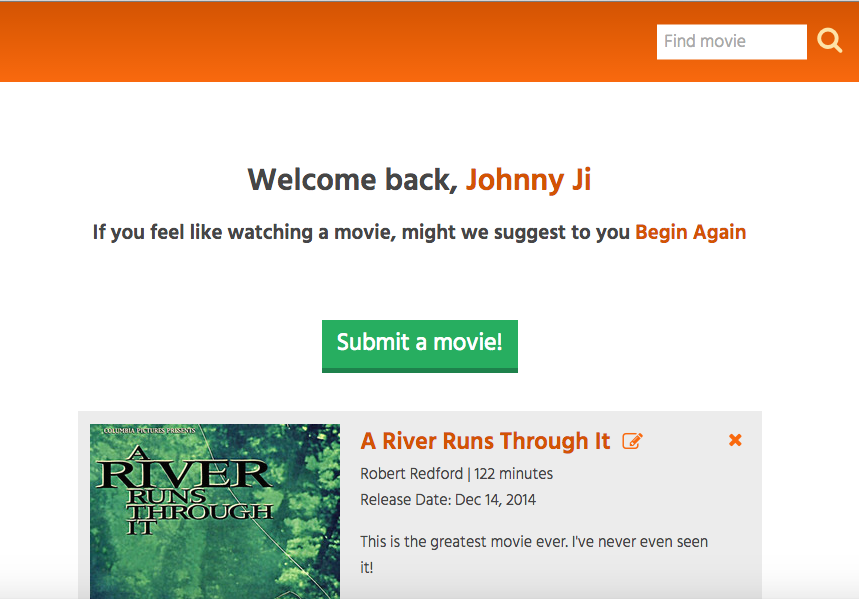 Find movie
Welcome back, Johnny Ji
If you feel like watching a movie, might we suggest to you Begin Again
Submit a movie!
COLUMBIA PICTURES PRESENTS
A
RIVER
RUNS
THROUGH
IT
A River Runs Through It
Robert Redford | 122 minutes
Release Date: Dec 14, 2014
This is the greatest movie ever. I've never even seen
it!